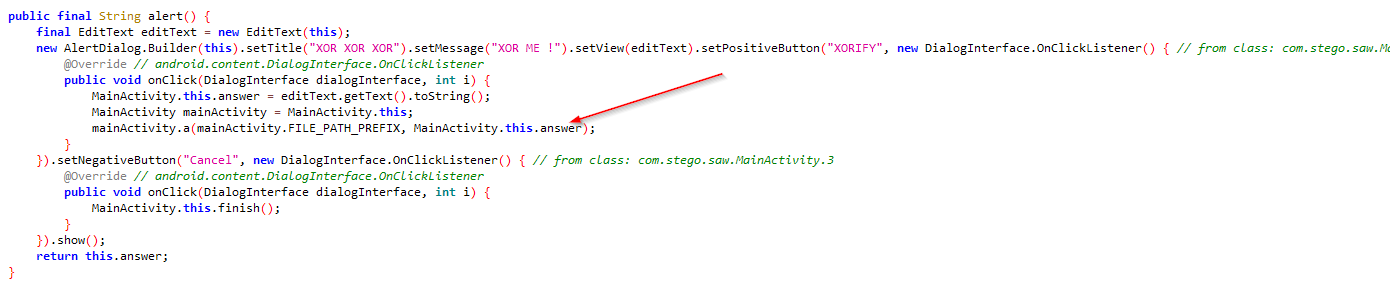 public final String alert() {
    final EditText editText = new EditText(this);
    new AlertDialog.Builder(this).setTitle("XOR XOR XOR").setMessage("XOR ME !").setView(editText).setPositiveButton("XORIFY", new DialogInterface.OnClickListener() { // from class: com.stego.saw.Ma
        @Override // android.content.DialogInterface.OnClickListener
        public void onClick(DialogInterface dialogInterface, int i) {
            MainActivity.this.answer = editText.getText().toString();
            MainActivity mainActivity = MainActivity.this;
            mainActivity.a(mainActivity.FILE_PATH_PREFIX, MainActivity.this.answer);
        }
    }).setNegativeButton("Cancel", new DialogInterface.OnClickListener() { // from class: com.stego.saw.MainActivity.3
        @Override // android.content.DialogInterface.OnClickListener
        public void onClick(DialogInterface dialogInterface, int i) {
            MainActivity.this.finish();
        }
    }).show();
    return this.answer;
}